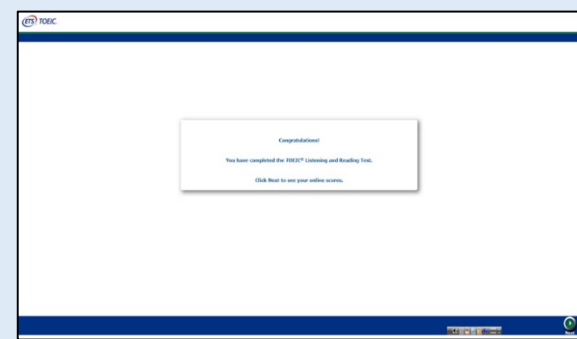 ETS TOEIC.
Congratulations!
You have completed the TOEIC® Listening and Reading Test.
Click Next to see your online scores.
Next